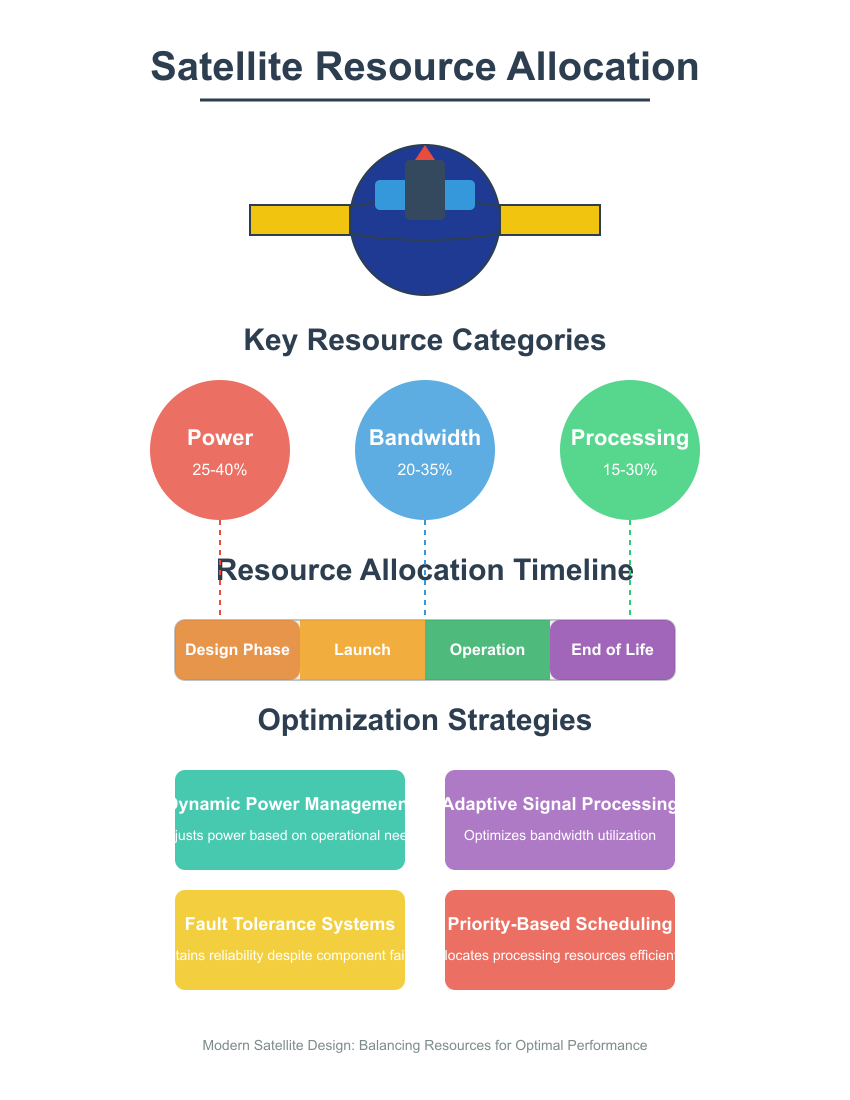 Satellite Resource Allocation
Key Resource Categories
Power
25-40%
Bandwidth
20-35%
Processing
15-30%
Resource Allocation Timeline
Design Phase
Launch
Operation
End of Life
Optimization Strategies
Dynamic Power Managemen
justs power based on operational nee
Adaptive Signal Processing
Optimizes bandwidth utilization
Fault Tolerance Systems
tains reliability despite component fai
Priority-Based Scheduling
locates processing resources efficien
Modern Satellite Design: Balancing Resources for Optimal Performance